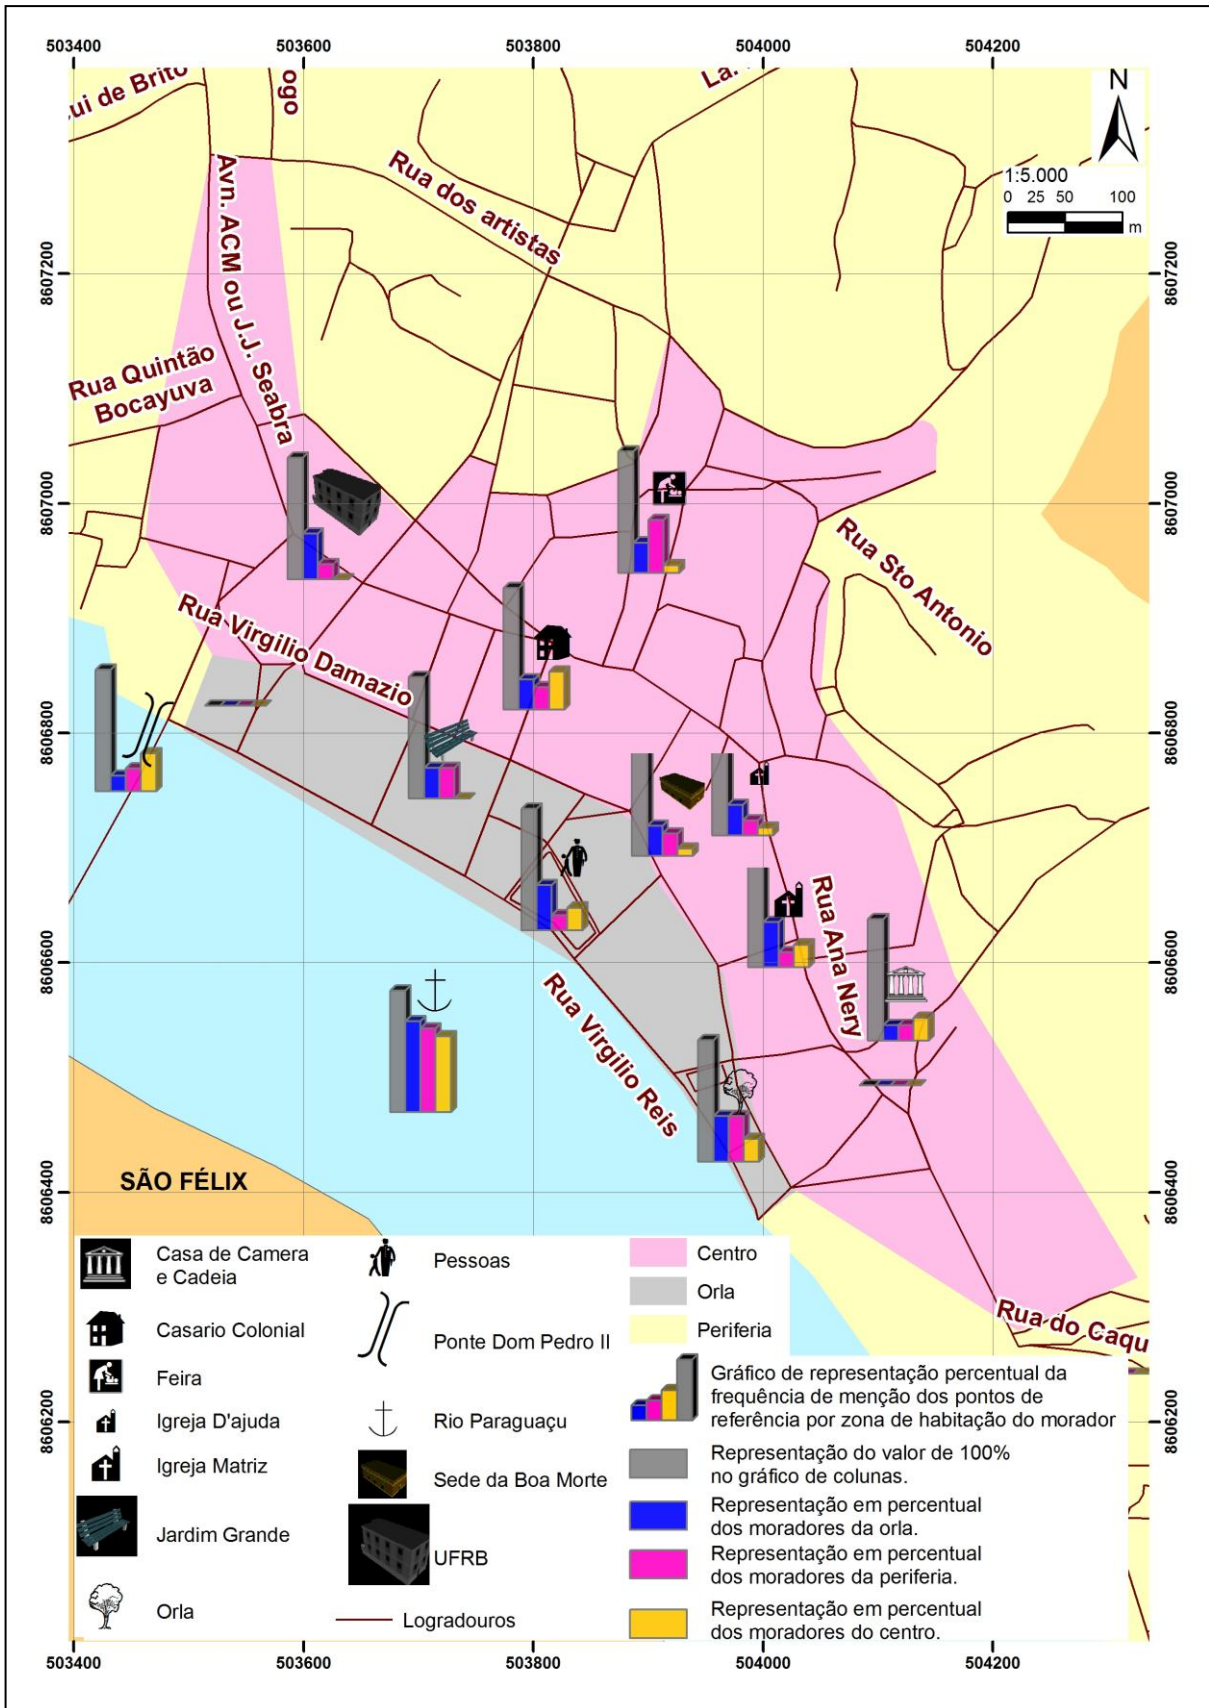 503400 503600 503800 504000 504200
cui de Brito
ogo
La.
N
1:5.000
0 25 50 100
m
Rua dos artistas
Avn. ACM ou J.J. Seabra
8607200 8607200
Rua Quintão
Bocayuva
8607000 8607000
Rua Sto Antonio
Rua Virgilio Damazio
8606800 8606800
Rua Ana Nery
8606600 8606600
Rua Virgilio Reis
SÃO FÉLIX
8606400 8606400
Rua do Caqu
8606200 8606200
Casa de Camera
e Cadeia
Casario Colonial
Feira
Igreja D'ajuda
Igreja Matriz
Jardim Grande
Orla
Pessoas
Ponte Dom Pedro II
Rio Paraguaçu
Sede da Boa Morte
UFRB
Logradouros
Centro
Orla
Periferia
Gráfico de representação percentual da
frequência de menção dos pontos de
referência por zona de habitação do morador
Representação do valor de 100%
no gráfico de colunas.
Representação em percentual
dos moradores da orla.
Representação em percentual
dos moradores da periferia.
Representação em percentual
dos moradores do centro.
503400 503600 503800 504000 504200